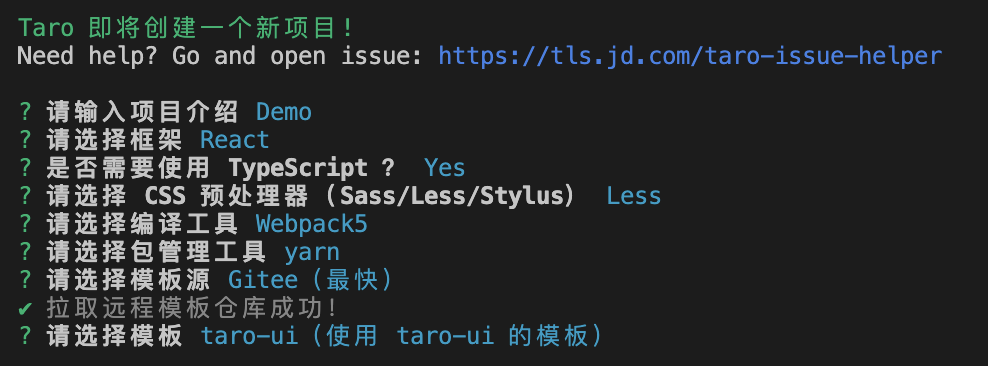 Taro 即将创建一个新项目!
Need help? Go and open issue: https://tls.jd.com/taro-issue-helper
? 请输入项目介绍 Demo
? 请选择框架 React
? 是否需要使用 TypeScript ? Yes
? 请选择 CSS 预处理器（Sass/Less/Stylus） Less
? 请选择编译工具 Webpack5
? 请选择包管理工具 yarn
? 请选择模板源 Gitee（最快）
✔ 拉取远程模板仓库成功!
? 请选择模板 taro-ui（使用 taro-ui 的模板）